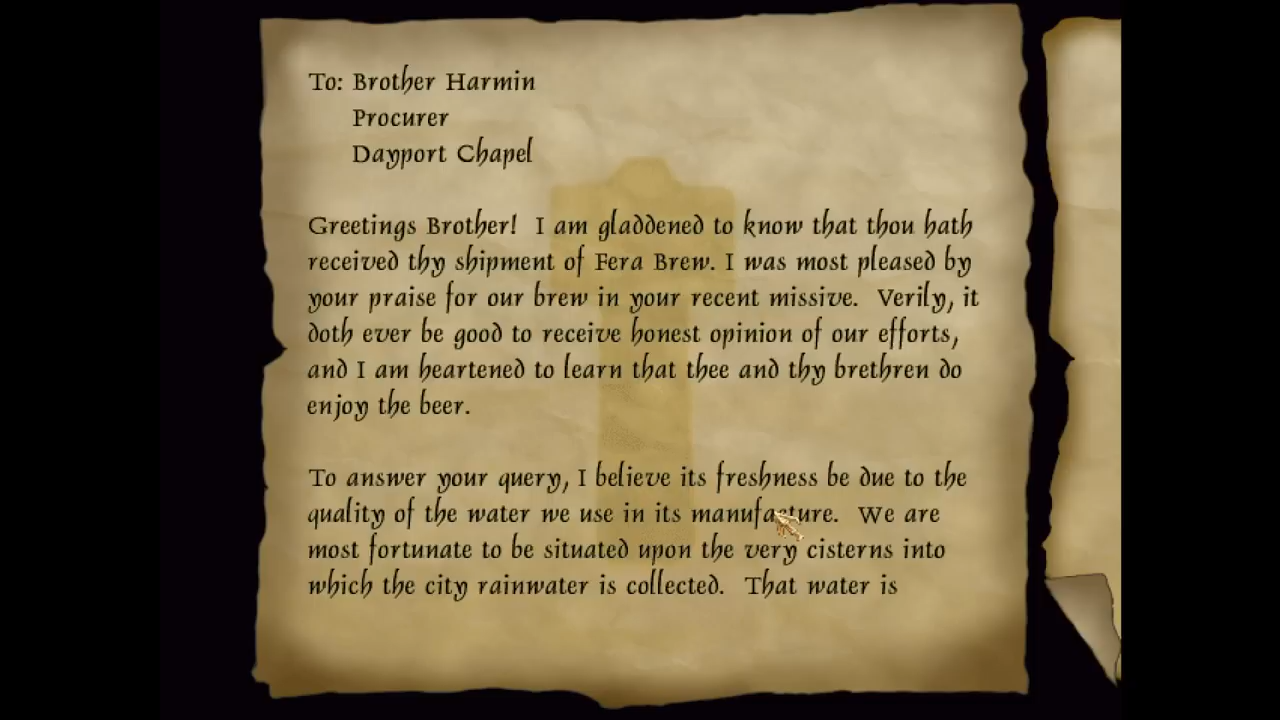 To: Brother Harmin
Procurer
Dayport Chapel
Greetings Brother!  I am gladdened to know that thou hath
received thy shipment of Fera Brew. I was most pleased by
your praise for our brew in your recent missive.  Verily, it
doth ever be good to receive honest opinion of our efforts,
and I am heartened to learn that thee and thy brethren do
enjoy the beer.
To answer your query, I believe its freshness be due to the
quality of the water we use in its manufacture.  We are
most fortunate to be situated upon the very cisterns into
which the city rainwater is collected.  That water is